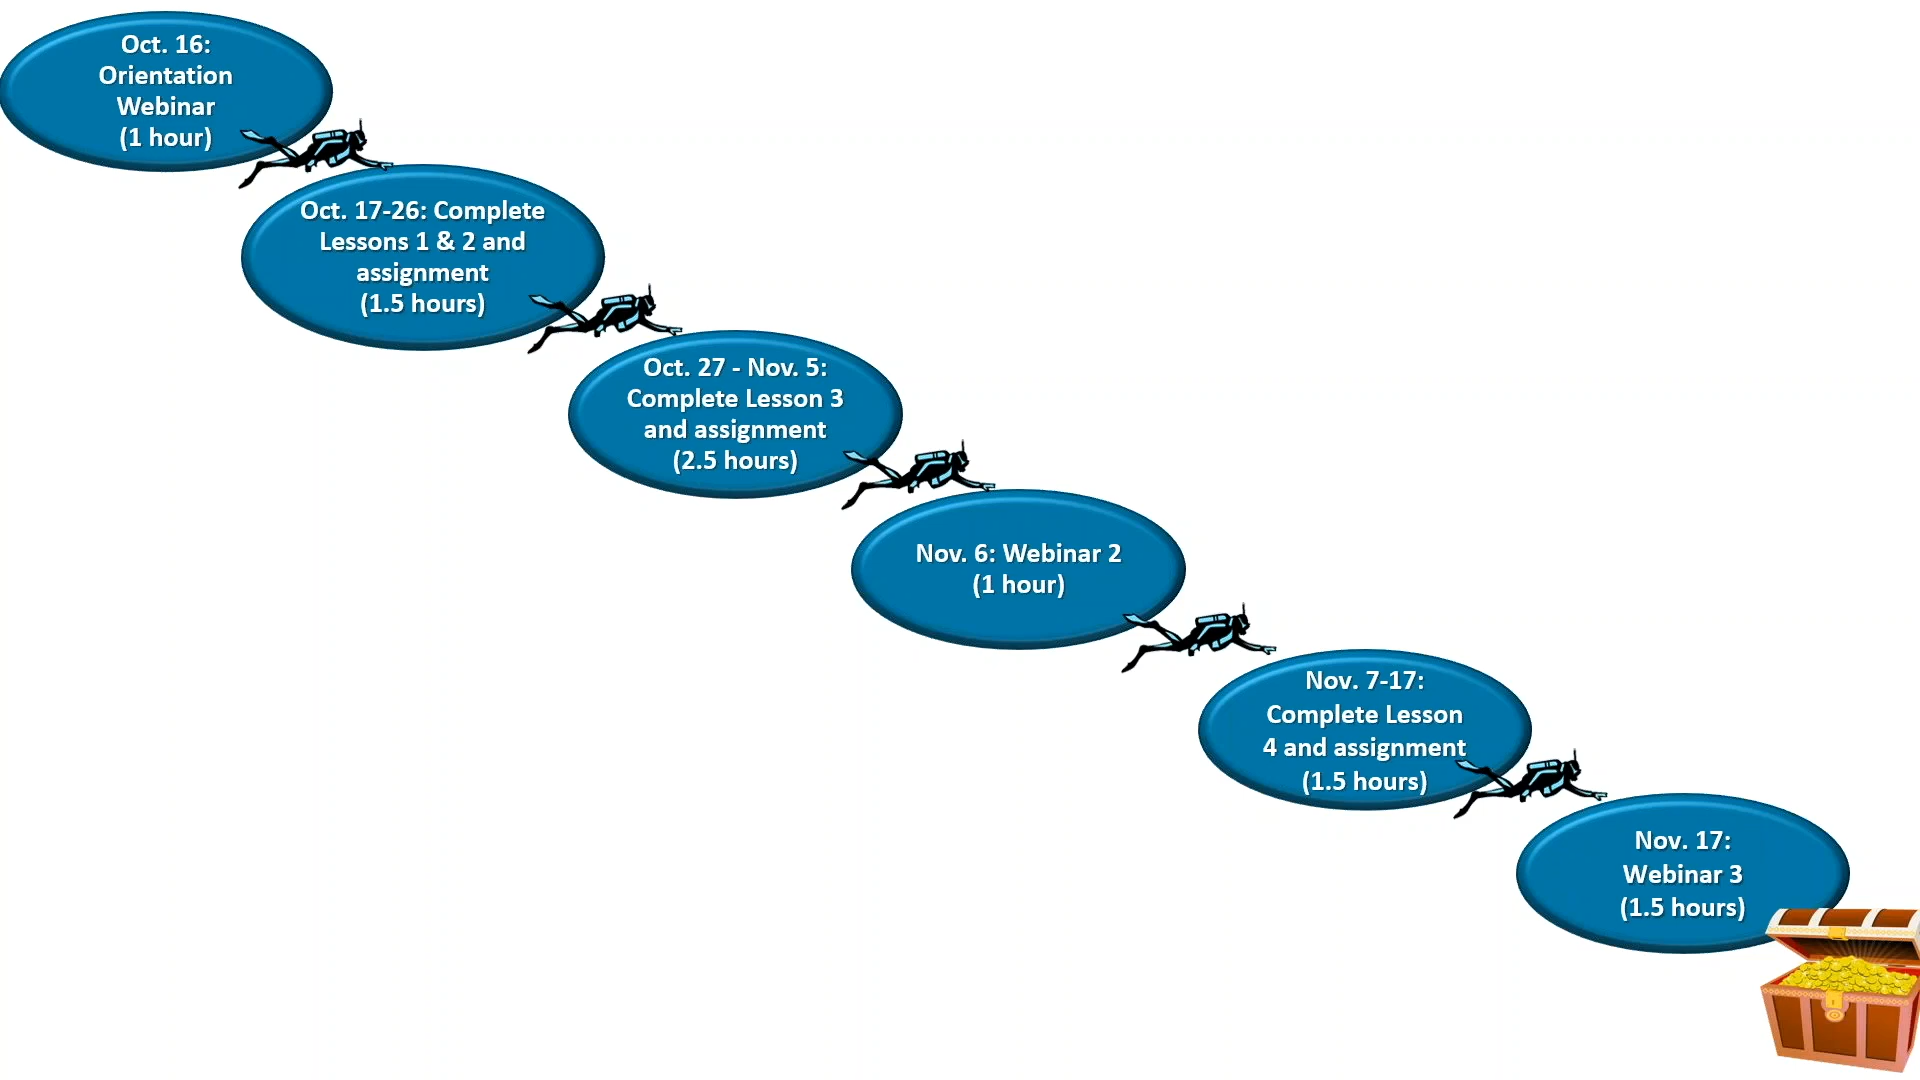 Oct. 16:
Orientation
Webinar
(1 hour)
Oct. 17-26: Complete
Lessons 1 & 2 and
assignment
(1.5 hours)
Oct. 27 - Nov. 5:
Complete Lesson 3
and assignment
(2.5 hours)
Nov. 6: Webinar 2
(1 hour)
Nov. 7-17:
Complete Lesson
4 and assignment
(1.5 hours)
Nov. 17:
Webinar 3
(1.5 hours)